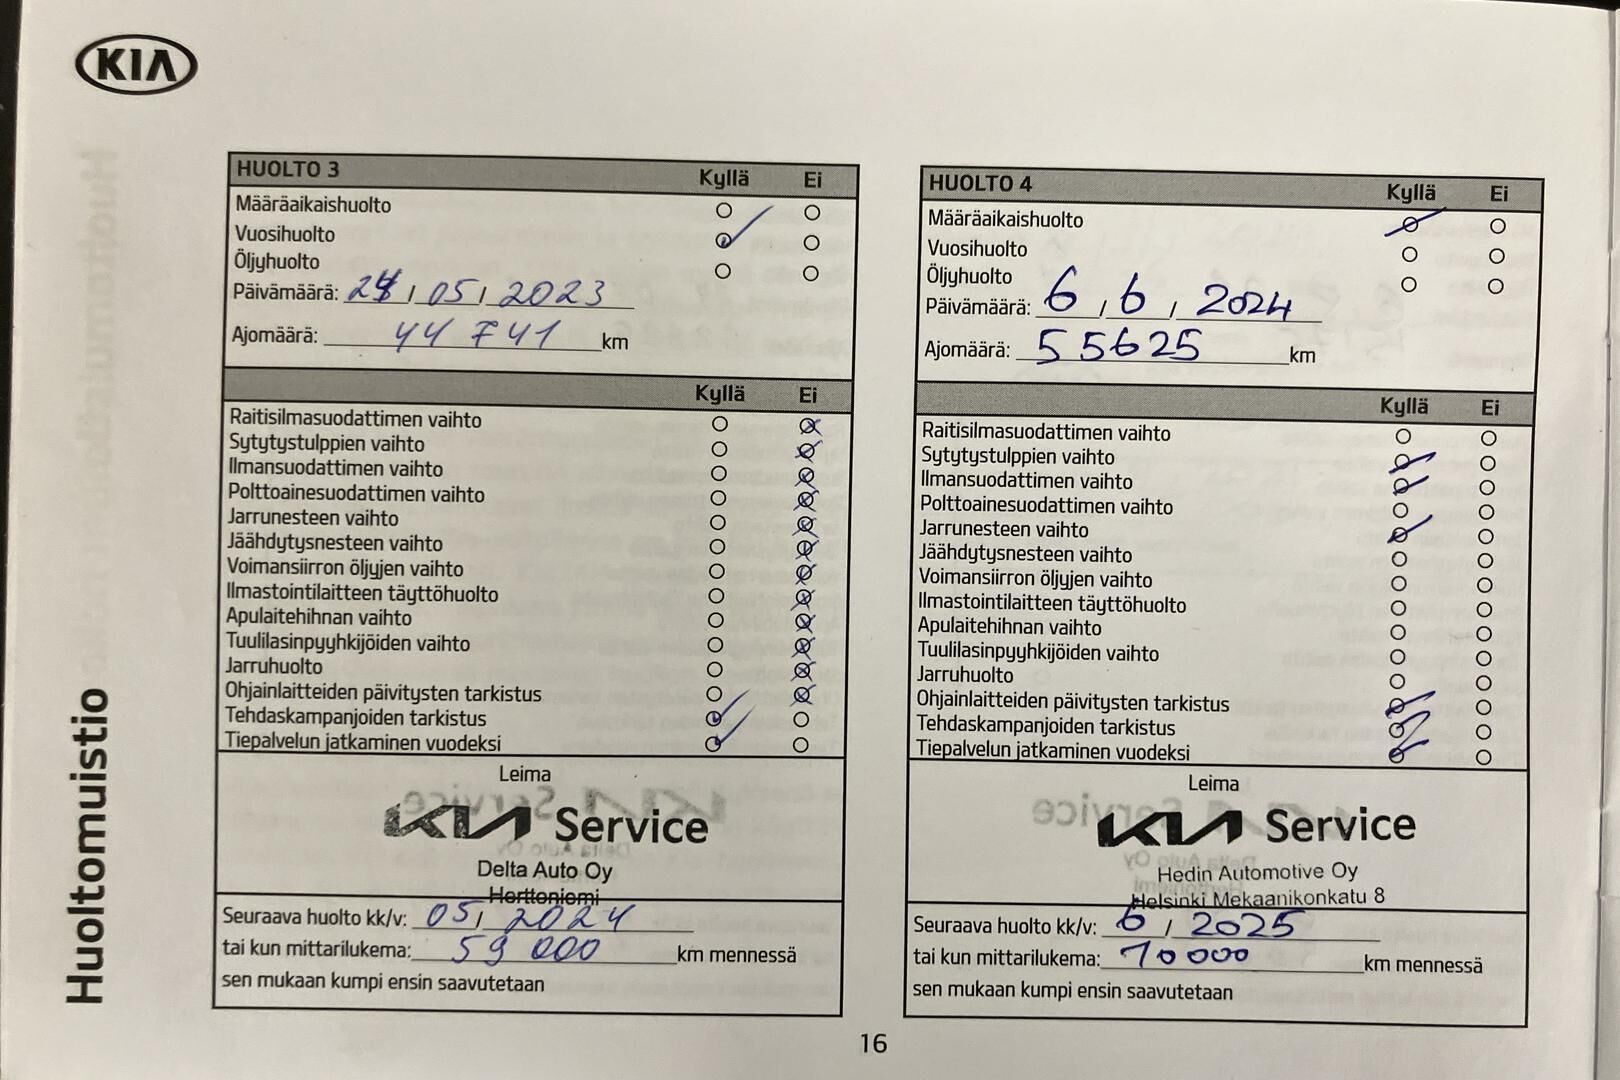 KIA
Huoltomuistio
HUOLTO 3 Kyllä Ei
Määräaikaishuolto
Vuosihuolto
Öljyhuolto
Päivämäärä: / 05 / 2023
Ajomäärä: 44 741 km
Kyllä Ei
Raitisilmasuodattimen vaihto
Sytytystulppien vaihto
Ilmansuodattimen vaihto
Polttoainesuodattimen vaihto
Jarrunesteen vaihto
Jäähdytysnesteen vaihto
Voimansiirron öljyjen vaihto
Ilmastointilaitteen täyttöhuolto
Apulaitehihnan vaihto
Tuulilasinpyyhkijöiden vaihto
Jarruhuolto
Ohjainlaitteiden päivitysten tarkistus
Tehdaskampanjoiden tarkistus
Tiepalvelun jatkaminen vuodeksi
Leima
KIA Service
Delta Auto Oy
Herttoniemi
Seuraava huolto kk/v: 05 / 2024
tai kun mittarilukema: 59 000 km mennessä
sen mukaan kumpi ensin saavutetaan
HUOLTO 4 Kyllä Ei
Määräaikaishuolto
Vuosihuolto
Öljyhuolto
Päivämäärä: 6 / 6 / 2024
Ajomäärä: 55625 km
Kyllä Ei
Raitisilmasuodattimen vaihto
Sytytystulppien vaihto
Ilmansuodattimen vaihto
Polttoainesuodattimen vaihto
Jarrunesteen vaihto
Jäähdytysnesteen vaihto
Voimansiirron öljyjen vaihto
Ilmastointilaitteen täyttöhuolto
Apulaitehihnan vaihto
Tuulilasinpyyhkijöiden vaihto
Jarruhuolto
Ohjainlaitteiden päivitysten tarkistus
Tehdaskampanjoiden tarkistus
Tiepalvelun jatkaminen vuodeksi
Leima
KIA Service
Hedin Automotive Oy
Helsinki Mekaanikonkatu 8
Seuraava huolto kk/v: 6 / 2025
tai kun mittarilukema: 70000 km mennessä
sen mukaan kumpi ensin saavutetaan
16